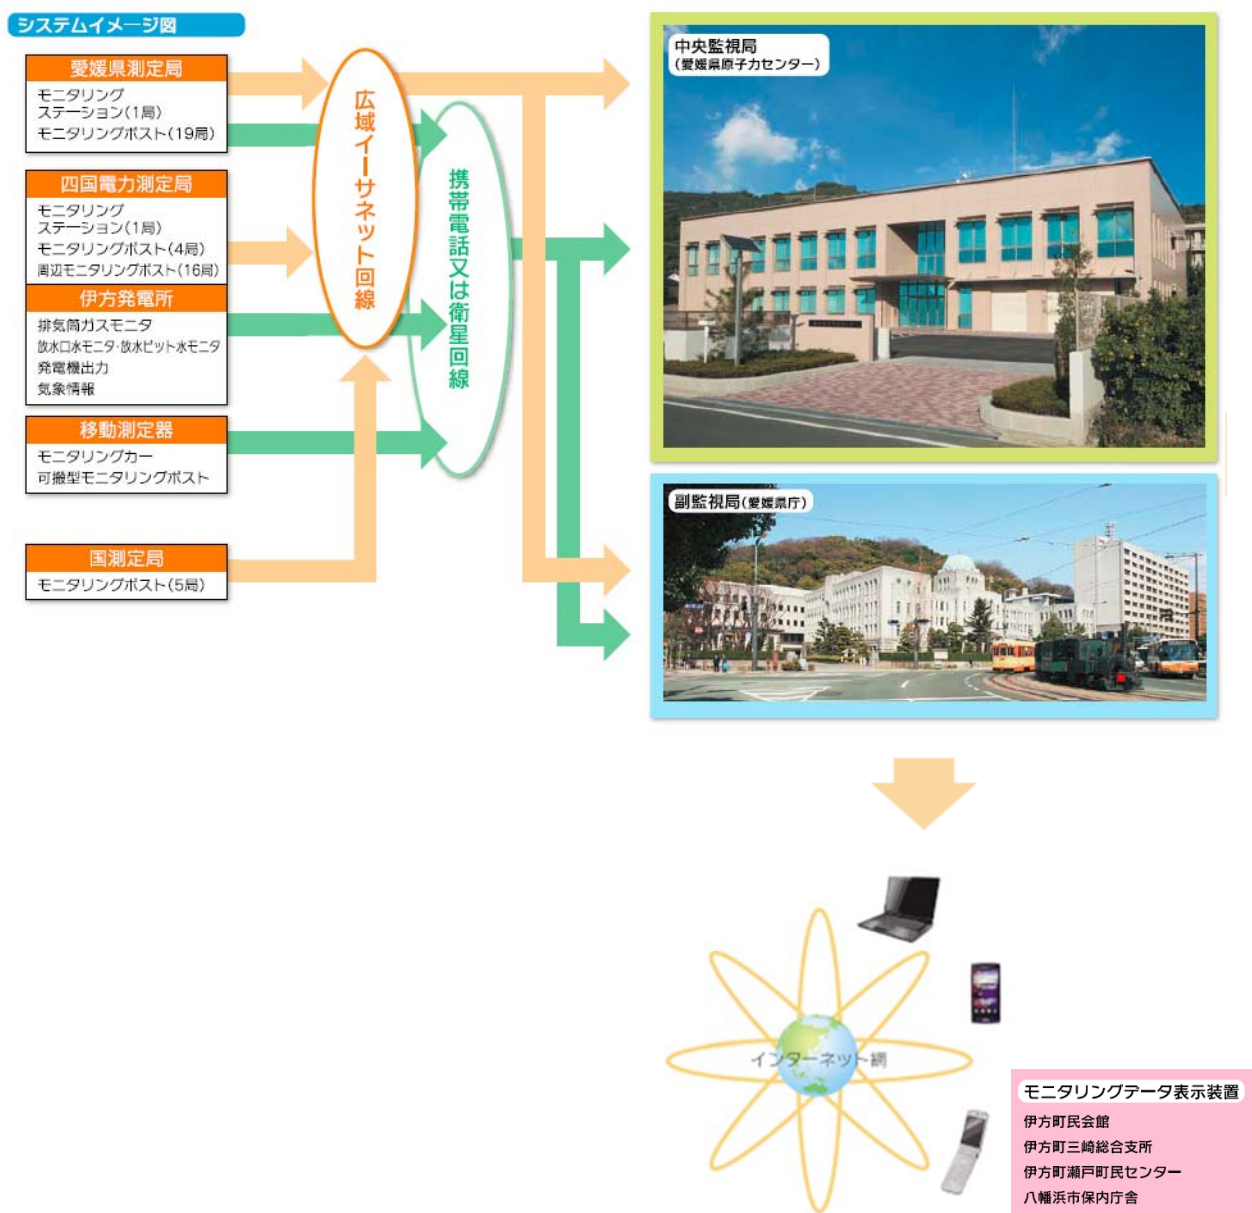 システムイメージ図
愛媛県測定局
モニタリング
ステーション(1局)
モニタリングポスト(19局)
四国電力測定局
モニタリング
ステーション(1局)
モニタリングポスト(4局)
周辺モニタリングポスト(16局)
伊方発電所
排気筒ガスモニタ
放水口水モニタ・放水ピット水モニタ
発電機出力
気象情報
移動測定器
モニタリングカー
可搬型モニタリングポスト
国測定局
モニタリングポスト(5局)
広域イーサネット回線
携帯電話又は衛星回線
中央監視局
(愛媛県原子力センター)
副監視局(愛媛県庁)
インターネット網
モニタリングデータ表示装置
伊方町民会館
伊方町三崎総合支所
伊方町瀬戸町民センター
八幡浜市保内庁舎